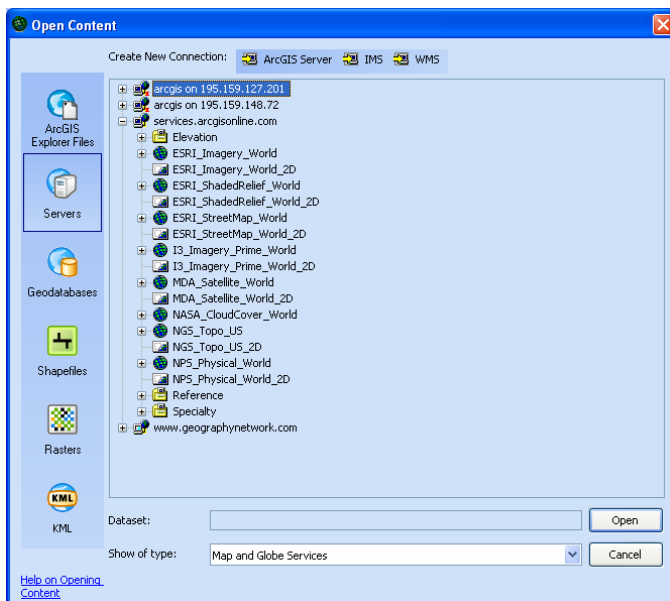 Open Content
Create New Connection: ArcGIS Server IMS WMS
ArcGIS
Explorer Files
Servers
Geodatabases
Shapefiles
Rasters
KML
KML
arcgis on 195.159.127.201
arcgis on 195.159.148.72
services.arcgisonline.com
Elevation
ESRI_Imagery_World
ESRI_Imagery_World_2D
ESRI_ShadedRelief_World
ESRI_ShadedRelief_World_2D
ESRI_StreetMap_World
ESRI_StreetMap_World_2D
I3_Imagery_Prime_World
I3_Imagery_Prime_World_2D
MDA_Satellite_World
MDA_Satellite_World_2D
NASA_CloudCover_World
NGS_Topo_US
NGS_Topo_US_2D
NPS_Physical_World
NPS_Physical_World_2D
Reference
Specialty
www.geographynetwork.com
Dataset:
Open
Show of type: Map and Globe Services
Cancel
Help on Opening
Content